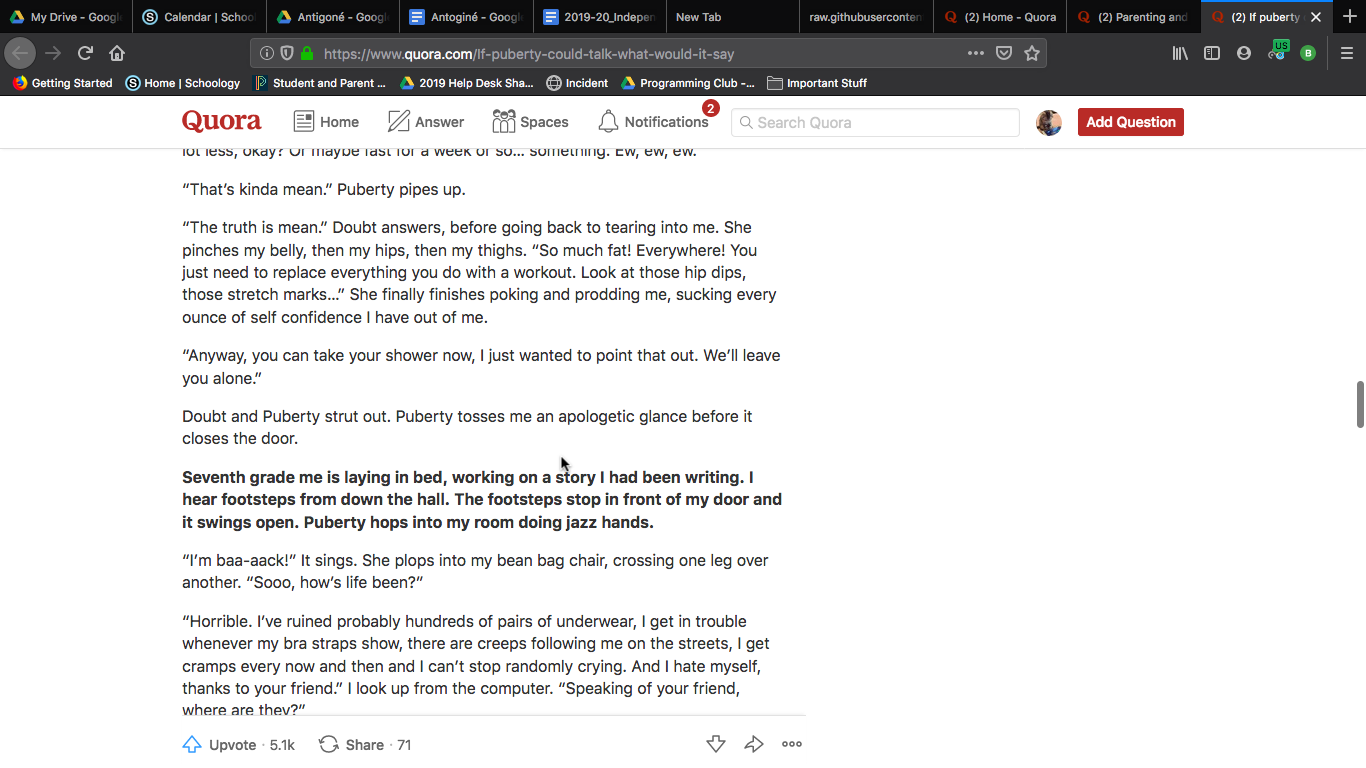 My Drive - Google
Calendar | School
Antigoné - Google
Antoginé - Google
2019-20_Indepen
New Tab
raw.githubusercontent
(2) Home - Quora
(2) Parenting and
(2) If puberty
https://www.quora.com/If-puberty-could-talk-what-would-it-say
US
B
Getting Started
Home | Schoology
Student and Parent ...
2019 Help Desk Sha...
Incident
Programming Club -...
Important Stuff
Quora
Home
Answer
Spaces
Notifications
2
Search Quora
Add Question
lot less, okay? Or maybe fast for a week or so... something. Ew, ew, ew.
“That’s kinda mean.” Puberty pipes up.
“The truth is mean.” Doubt answers, before going back to tearing into me. She
pinches my belly, then my hips, then my thighs. “So much fat! Everywhere! You
just need to replace everything you do with a workout. Look at those hip dips,
those stretch marks…” She finally finishes poking and prodding me, sucking every
ounce of self confidence I have out of me.
“Anyway, you can take your shower now, I just wanted to point that out. We’ll leave
you alone.”
Doubt and Puberty strut out. Puberty tosses me an apologetic glance before it
closes the door.
Seventh grade me is laying in bed, working on a story I had been writing. I
hear footsteps from down the hall. The footsteps stop in front of my door and
it swings open. Puberty hops into my room doing jazz hands.
“I’m baa-aack!” It sings. She plops into my bean bag chair, crossing one leg over
another. “Sooo, how’s life been?”
“Horrible. I’ve ruined probably hundreds of pairs of underwear, I get in trouble
whenever my bra straps show, there are creeps following me on the streets, I get
cramps every now and then and I can’t stop randomly crying. And I hate myself,
thanks to your friend.” I look up from the computer. “Speaking of your friend,
where are they?”
Upvote · 5.1k
Share · 71